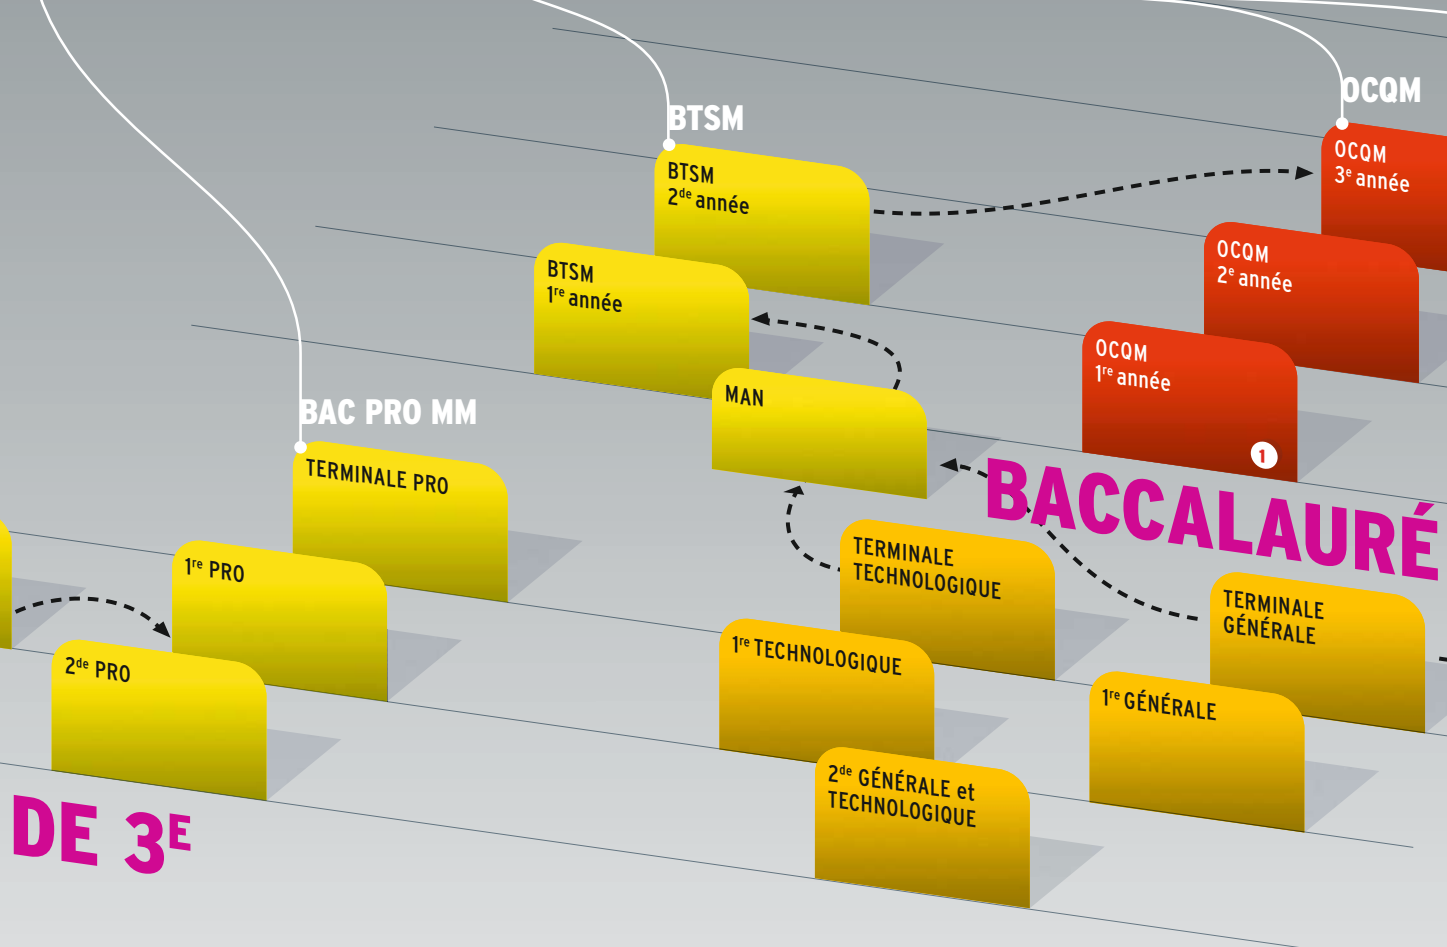 OCQM
BTSM
OCQM
3e année
BTSM
2de année
OCQM
2e année
BTSM
1re année
OCQM
1re année
1
MAN
BAC PRO MM
TERMINALE PRO
BACCALAURÉ
TERMINALE
TECHNOLOGIQUE
1re PRO
TERMINALE
GÉNÉRALE
1re TECHNOLOGIQUE
2de PRO
1re GÉNÉRALE
2de GÉNÉRALE et
TECHNOLOGIQUE
DE 3E